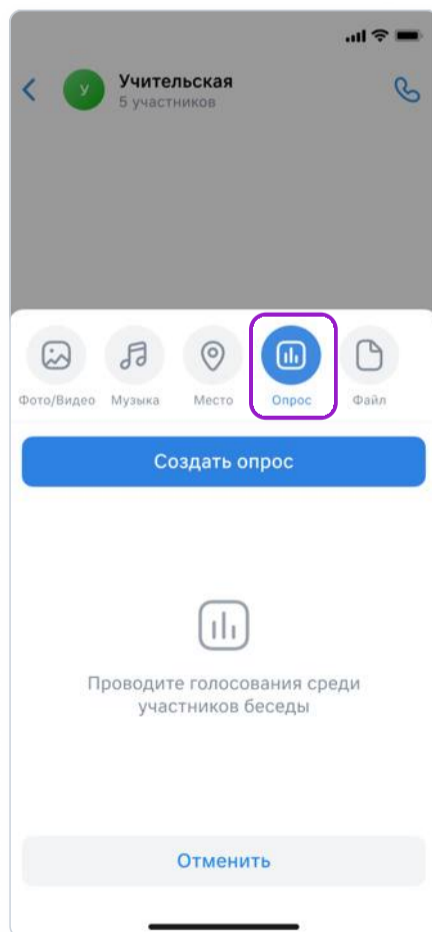 Учительская
У
5 участников
Фото/Видео Музыка Место Опрос Файл
Создать опрос
Проводите голосования среди
участников беседы
Отменить